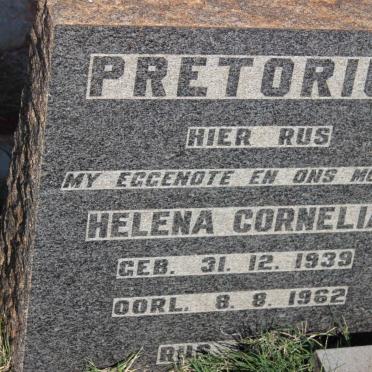 PRETORIU
HIER RUS
MY EGGENOTE EN ONS MO
HELENA CORNELIA
GEB. 31. 12. 1939
OORL. 8. 8. 1962
RUS